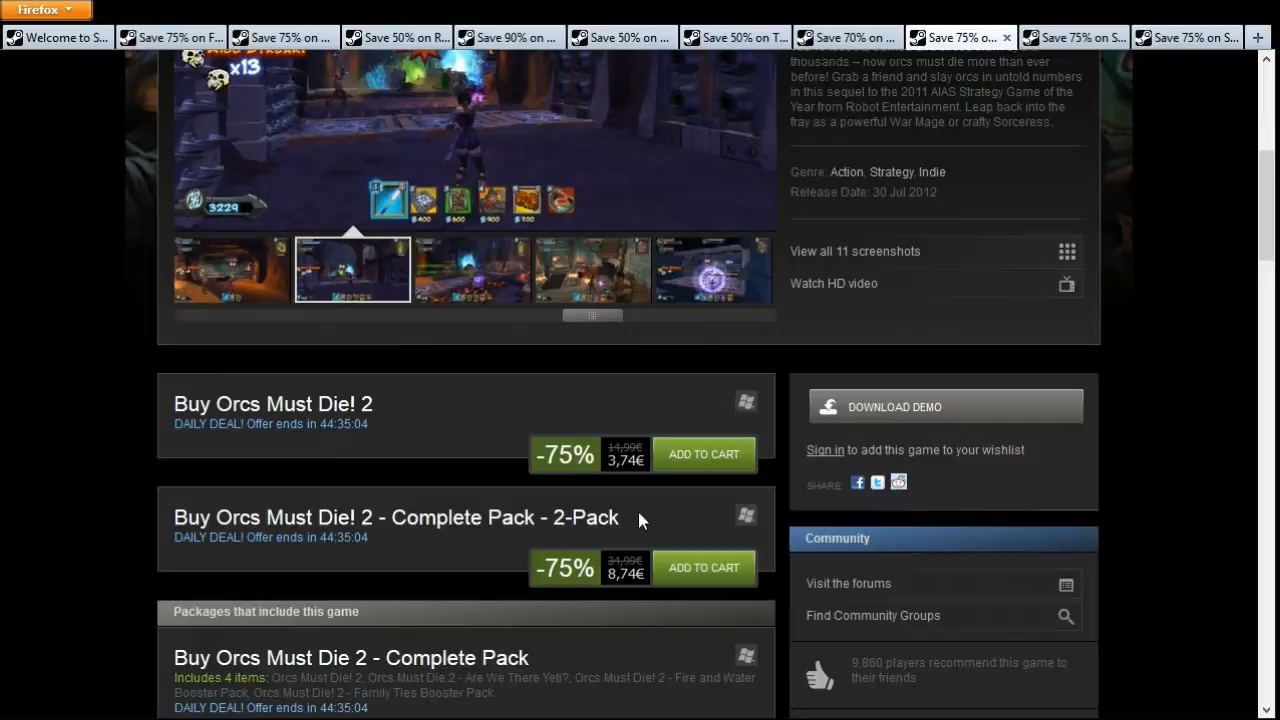 Firefox
Welcome to S...
Save 75% on F...
Save 75% on ...
Save 50% on R...
Save 90% on ...
Save 50% on ...
Save 50% on T...
Save 70% on ...
Save 75% o...
Save 75% on S...
Save 75% on S...
x13
3229
$400
$600
$900
$700
thousands – now orcs must die more than ever
before! Grab a friend and slay orcs in untold numbers
in this sequel to the 2011 AIAS Strategy Game of the
Year from Robot Entertainment. Leap back into the
fray as a powerful War Mage or crafty Sorceress.
Genre: Action, Strategy, Indie
Release Date: 30 Jul 2012
View all 11 screenshots
Watch HD video
Buy Orcs Must Die! 2
DAILY DEAL! Offer ends in 44:35:04
-75%
14,99€
3,74€
ADD TO CART
Buy Orcs Must Die! 2 - Complete Pack - 2-Pack
DAILY DEAL! Offer ends in 44:35:04
-75%
34,99€
8,74€
ADD TO CART
Packages that include this game
Buy Orcs Must Die 2 - Complete Pack
Includes 4 items: Orcs Must Die! 2, Orcs Must Die! 2 - Are We There Yeti?, Orcs Must Die! 2 - Fire and Water
Booster Pack, Orcs Must Die! 2 - Family Ties Booster Pack
DAILY DEAL! Offer ends in 44:35:04
DOWNLOAD DEMO
Sign in to add this game to your wishlist
SHARE
Community
Visit the forums
Find Community Groups
9,860 players recommend this game to
their friends